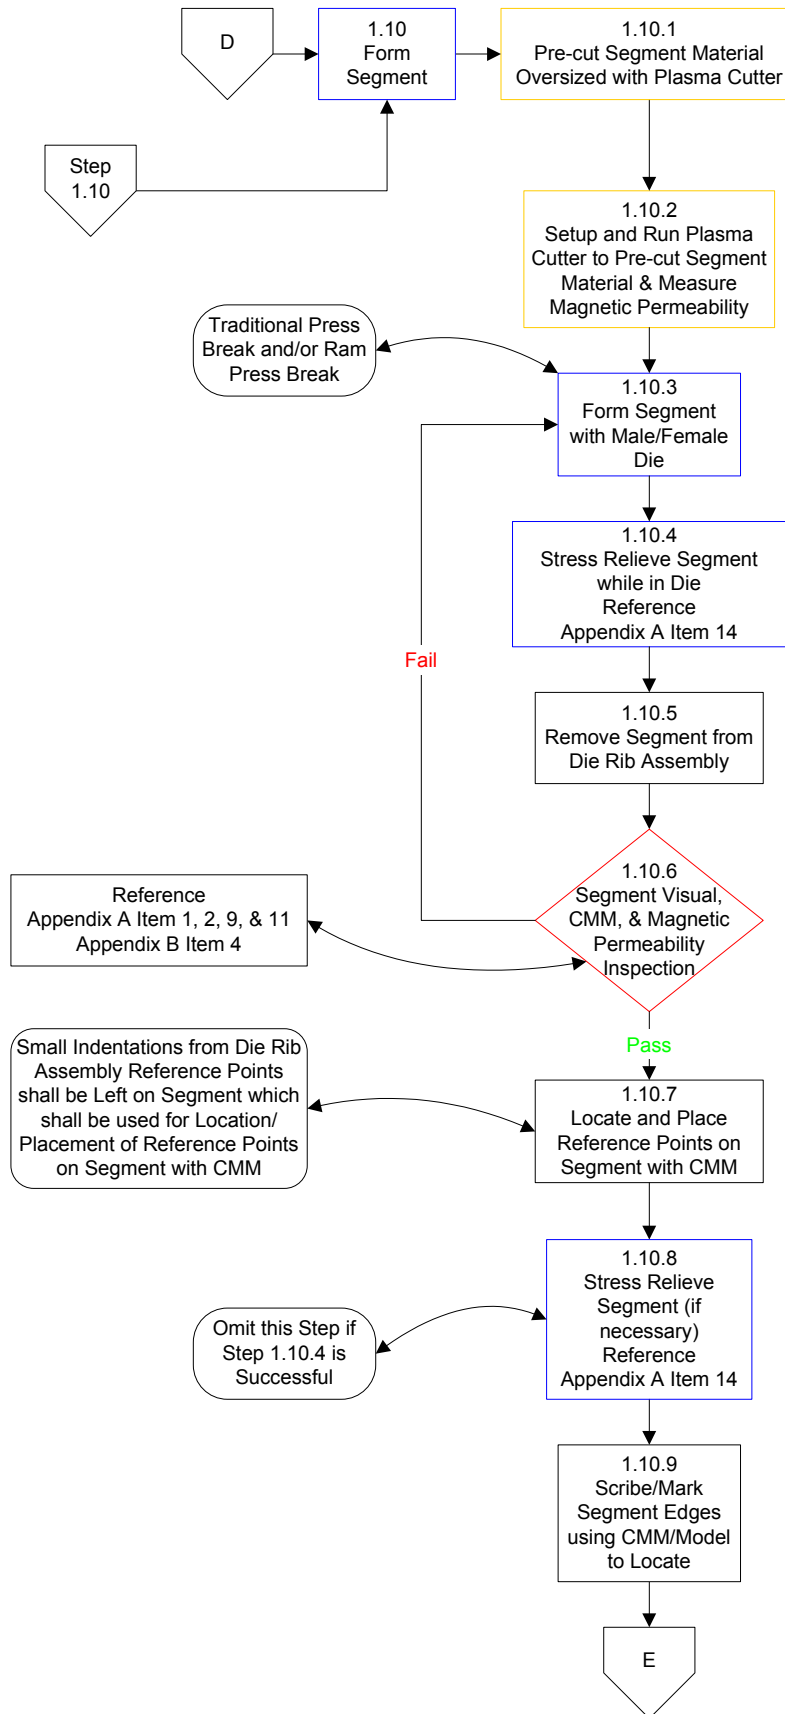 D
1.10
Form
Segment
1.10.1
Pre-cut Segment Material
Oversized with Plasma Cutter
Step
1.10
1.10.2
Setup and Run Plasma
Cutter to Pre-cut Segment
Material & Measure
Magnetic Permeability
Traditional Press
Break and/or Ram
Press Break
1.10.3
Form Segment
with Male/Female
Die
1.10.4
Stress Relieve Segment
while in Die
Reference
Appendix A Item 14
Fail
1.10.5
Remove Segment from
Die Rib Assembly
1.10.6
Segment Visual,
CMM, & Magnetic
Permeability
Inspection
Reference
Appendix A Item 1, 2, 9, & 11
Appendix B Item 4
Pass
Small Indentations from Die Rib
Assembly Reference Points
shall be Left on Segment which
shall be used for Location/
Placement of Reference Points
on Segment with CMM
1.10.7
Locate and Place
Reference Points on
Segment with CMM
1.10.8
Stress Relieve
Segment (if
necessary)
Reference
Appendix A Item 14
Omit this Step if
Step 1.10.4 is
Successful
1.10.9
Scribe/Mark
Segment Edges
using CMM/Model
to Locate
E